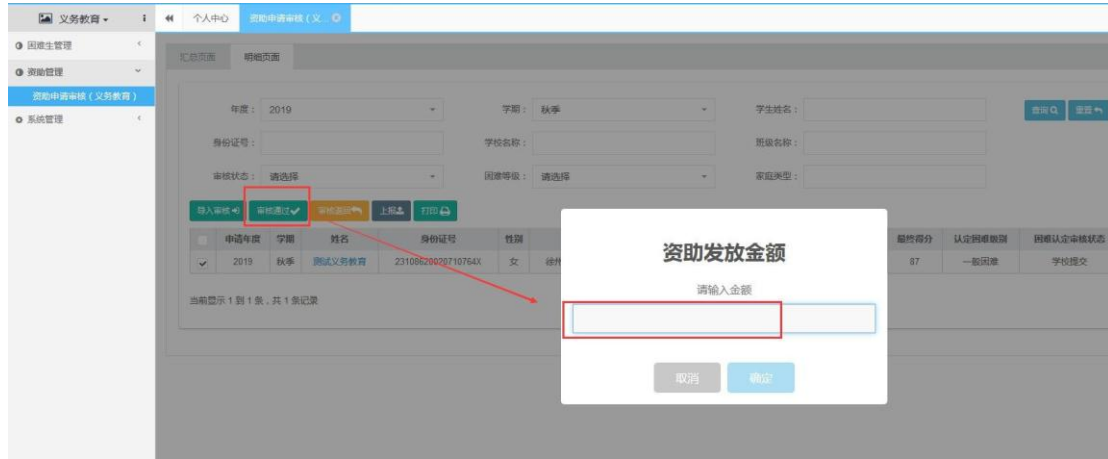 义务教育
个人中心
资助申请审核(义...
困难生管理
资助管理
资助申请审核(义务教育)
系统管理
汇总页面
明细页面
年度: 2019
学期: 秋季
学生姓名:
查询
重置
身份证号:
学校名称:
班级名称:
审核状态: 请选择
困难等级: 请选择
家庭类型:
导入审核
审核通过
审核退回
上报
打印
申请年度 学期 姓名 身份证号 性别 最终得分 认定困难级别 困难认定审核状态
2019 秋季 测试义务教育 23108620020710764X 女 徐州 87 一般困难 学校提交
当前显示 1 到 1 条,共 1 条记录
资助发放金额
请输入金额
取消
确定